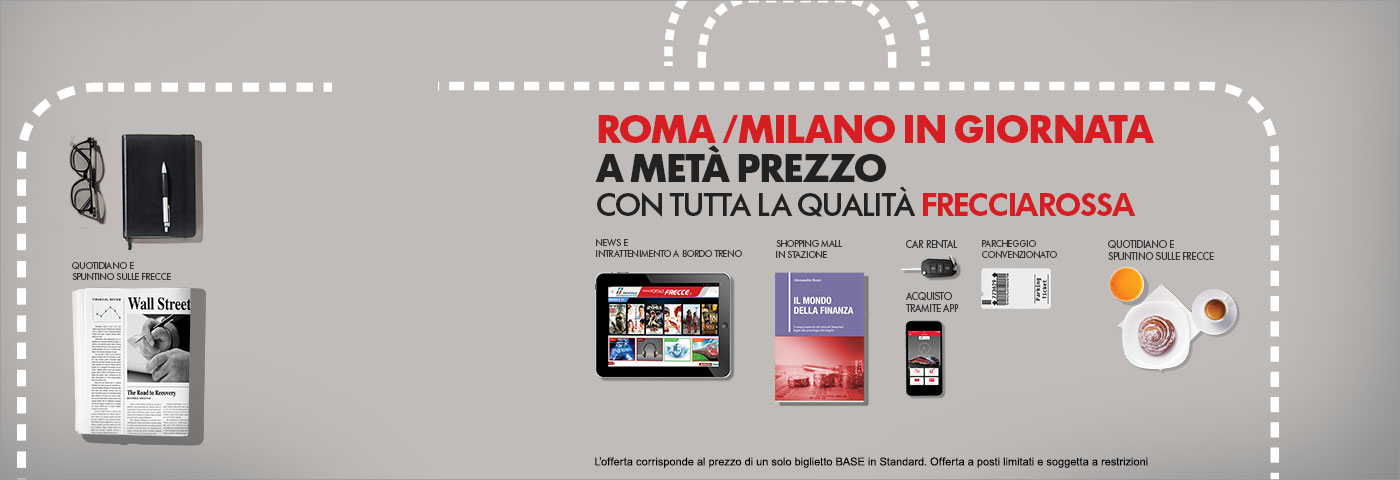 ROMA /MILANO IN GIORNATA
A METÀ PREZZO
CON TUTTA LA QUALITÀ FRECCIAROSSA
QUOTIDIANO E
SPUNTINO SULLE FRECCE
FINANCIAL REVIEW
Wall Street
The Road to Recovery
NEWS E
INTRATTENIMENTO A BORDO TRENO
FRECCE
SHOPPING MALL
IN STAZIONE
Alessandro Rossi
IL MONDO
DELLA FINANZA
CAR RENTAL
ACQUISTO
TRAMITE APP
PARCHEGGIO
CONVENZIONATO
Parking
Ticket
QUOTIDIANO E
SPUNTINO SULLE FRECCE
L'offerta corrisponde al prezzo di un solo biglietto BASE in Standard. Offerta a posti limitati e soggetta a restrizioni